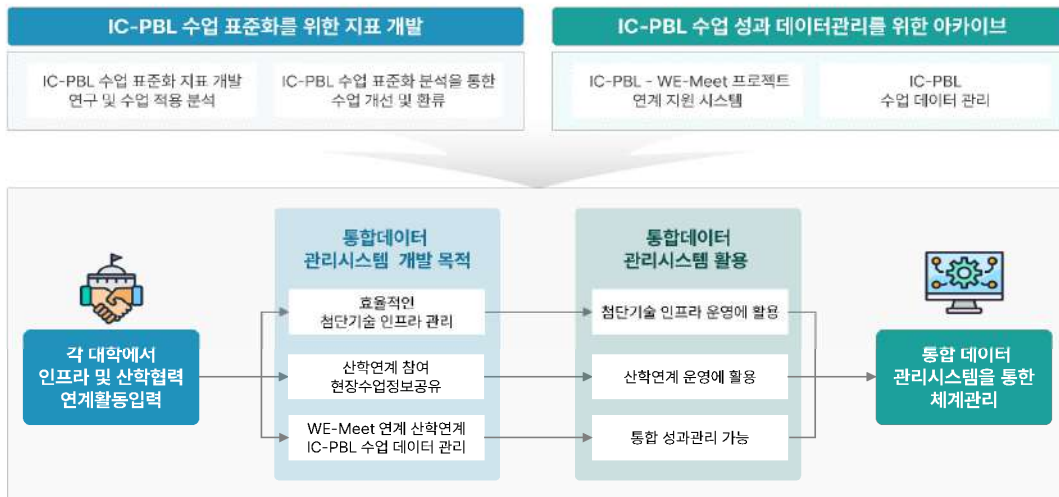 IC-PBL 수업 표준화를 위한 지표 개발
IC-PBL 수업 성과 데이터관리를 위한 아카이브
IC-PBL 수업 표준화 지표 개발
연구 및 수업 적용 분석
IC-PBL 수업 표준화 분석을 통한
수업 개선 및 환류
IC-PBL - WE-Meet 프로젝트
연계 지원 시스템
IC-PBL
수업 데이터 관리
각 대학에서
인프라 및 산학협력
연계활동입력
통합데이터
관리시스템 개발 목적
효율적인
첨단기술 인프라 관리
산학연계 참여
현장수업정보공유
WE-Meet 연계 산학연계
IC-PBL 수업 데이터 관리
통합데이터
관리시스템 활용
첨단기술 인프라 운영에 활용
산학연계 운영에 활용
통합 성과관리 가능
통합 데이터
관리시스템을 통한
체계관리